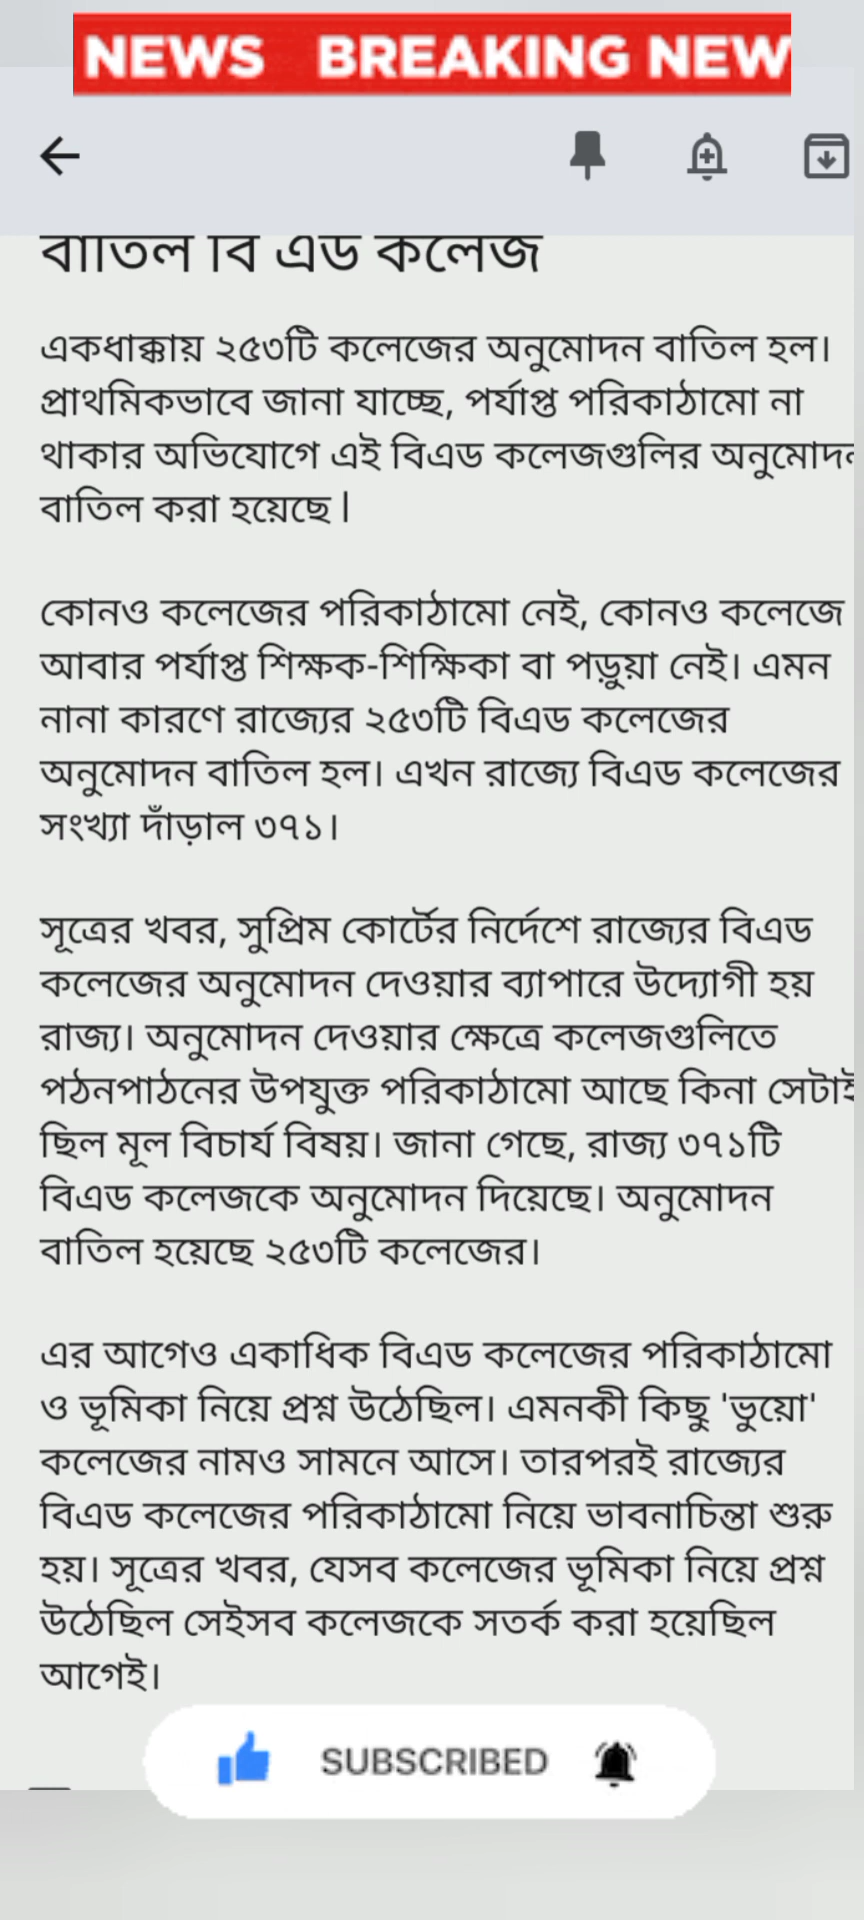 NEWS BREAKING NEW
বাতিল বি এড কলেজ
একধাক্কায় ২৫৩টি কলেজের অনুমোদন বাতিল হল।
প্রাথমিকভাবে জানা যাচ্ছে, পর্যাপ্ত পরিকাঠামো না
থাকার অভিযোগে এই বিএড কলেজগুলির অনুমোদন
বাতিল করা হয়েছে |
কোনও কলেজের পরিকাঠামো নেই, কোনও কলেজে
আবার পর্যাপ্ত শিক্ষক-শিক্ষিকা বা পড়ুয়া নেই। এমন
নানা কারণে রাজ্যের ২৫৩টি বিএড কলেজের
অনুমোদন বাতিল হল। এখন রাজ্যে বিএড কলেজের
সংখ্যা দাঁড়াল ৩৭১।
সূত্রের খবর, সুপ্রিম কোর্টের নির্দেশে রাজ্যের বিএড
কলেজের অনুমোদন দেওয়ার ব্যাপারে উদ্যোগী হয়
রাজ্য। অনুমোদন দেওয়ার ক্ষেত্রে কলেজগুলিতে
পঠনপাঠনের উপযুক্ত পরিকাঠামো আছে কিনা সেটাই
ছিল মূল বিচার্য বিষয়। জানা গেছে, রাজ্য ৩৭১টি
বিএড কলেজকে অনুমোদন দিয়েছে। অনুমোদন
বাতিল হয়েছে ২৫৩টি কলেজের।
এর আগেও একাধিক বিএড কলেজের পরিকাঠামো
ও ভূমিকা নিয়ে প্রশ্ন উঠেছিল। এমনকী কিছু 'ভুয়ো'
কলেজের নামও সামনে আসে। তারপরই রাজ্যের
বিএড কলেজের পরিকাঠামো নিয়ে ভাবনাচিন্তা শুরু
হয়। সূত্রের খবর, যেসব কলেজের ভূমিকা নিয়ে প্রশ্ন
উঠেছিল সেইসব কলেজকে সতর্ক করা হয়েছিল
আগেই।
SUBSCRIBED